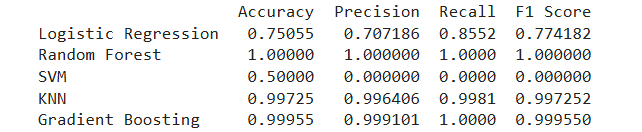 Accuracy Precision Recall F1 Score
Logistic Regression 0.75055 0.707186 0.8552 0.774182
Random Forest 1.00000 1.000000 1.0000 1.000000
SVM 0.50000 0.000000 0.0000 0.000000
KNN 0.99725 0.996406 0.9981 0.997252
Gradient Boosting 0.99955 0.999101 1.0000 0.999550